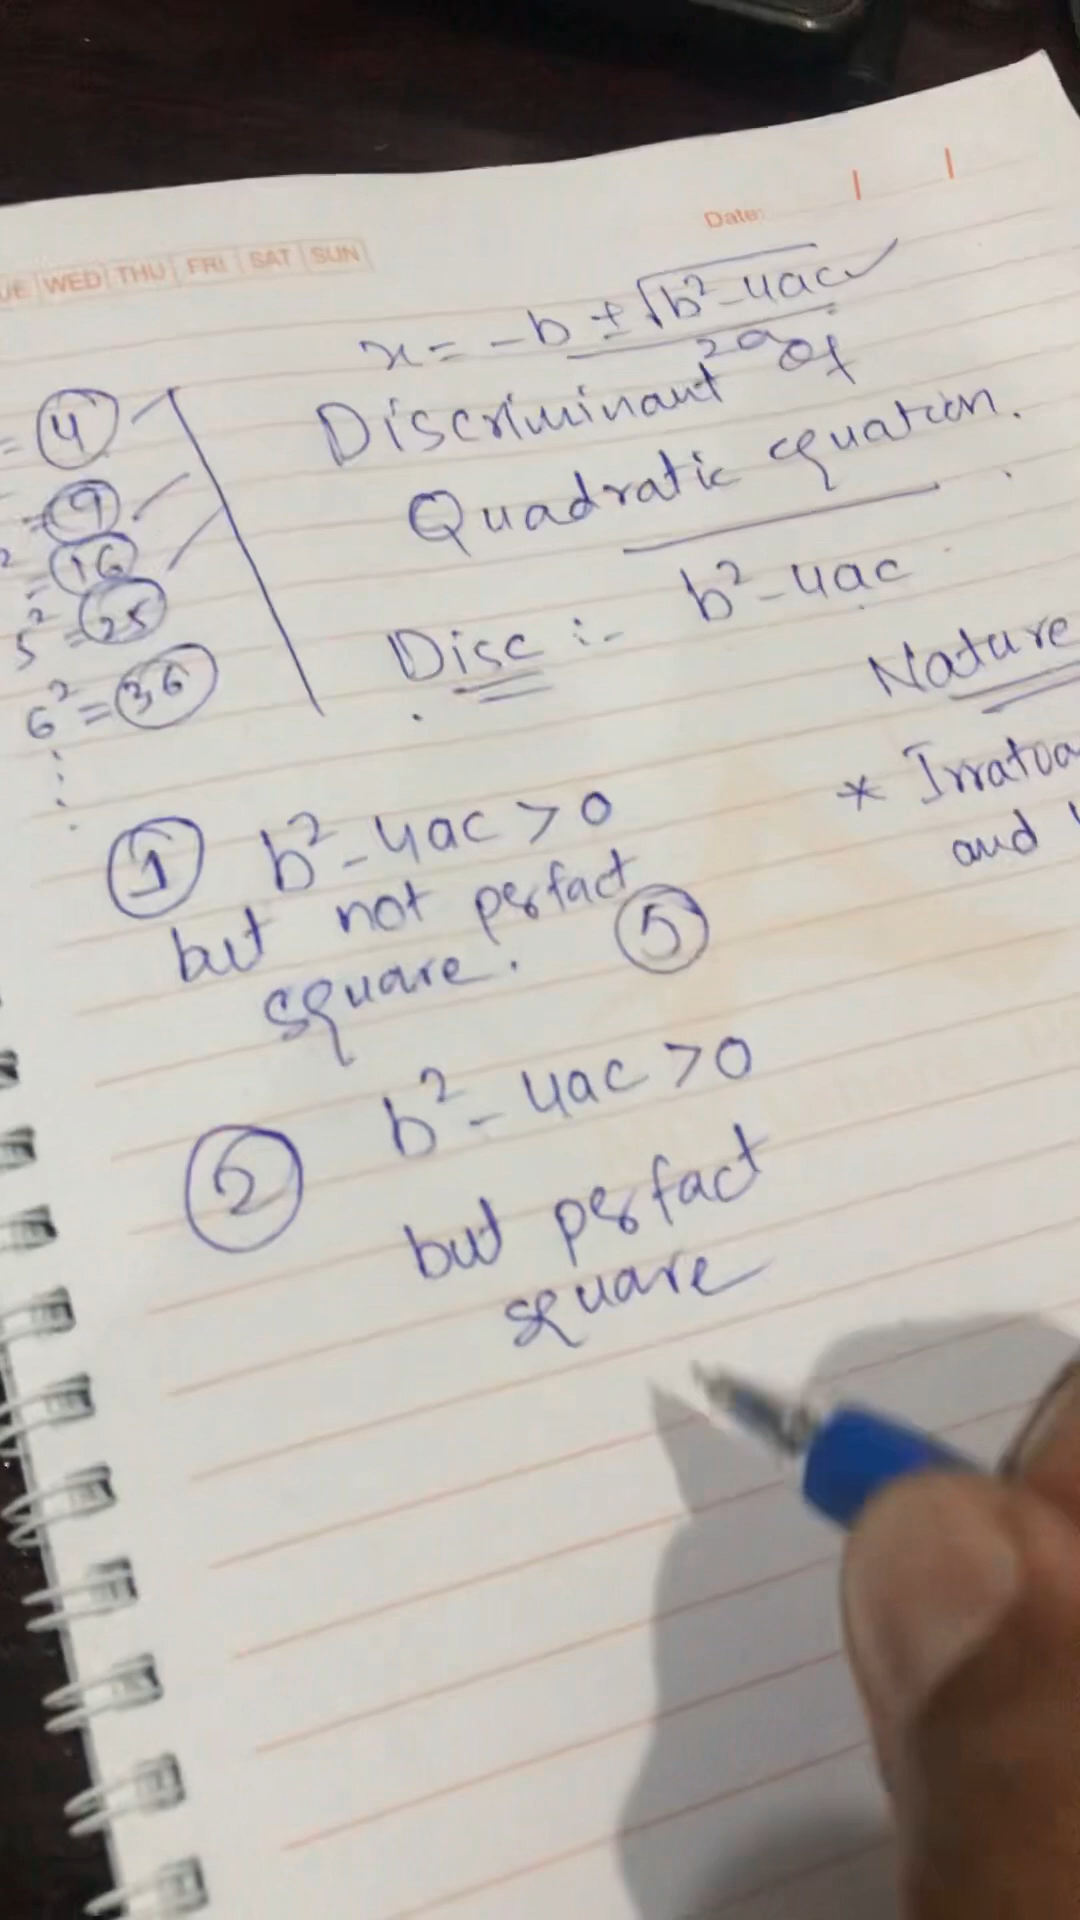 Date:
WED THU FRI SAT SUN
x = -b ± √b² - 4ac
2a
Discriminant of
Quadratic equation.
Disc :- b² - 4ac
= 4
= 9
² = 16
5² = 25
6² = 36
Nature
① b² - 4ac > 0
but not perfact
square. ⑤
*
and
② b² - 4ac > 0
but perfact
square